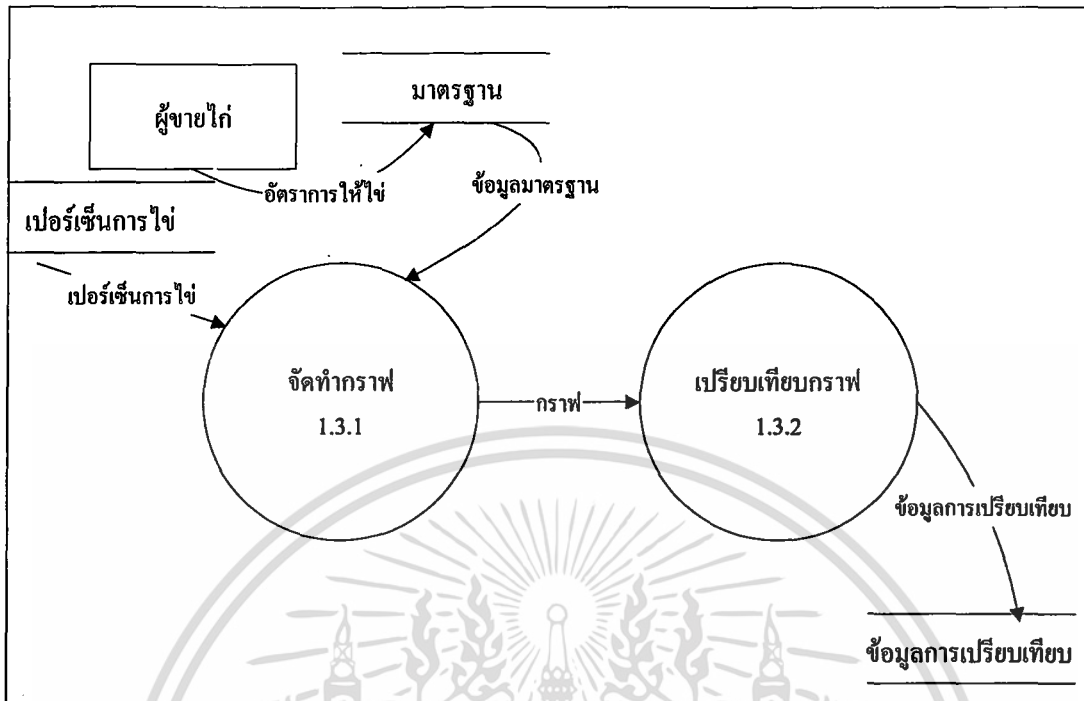 มาตรฐาน
ผู้ขายไก่
อัตราการให้ไข่
ข้อมูลมาตรฐาน
เปอร์เซ็นการไข่
เปอร์เซ็นการไข่
จัดทำกราฟ
1.3.1
กราฟ
เปรียบเทียบกราฟ
1.3.2
ข้อมูลการเปรียบเทียบ
ข้อมูลการเปรียบเทียบ